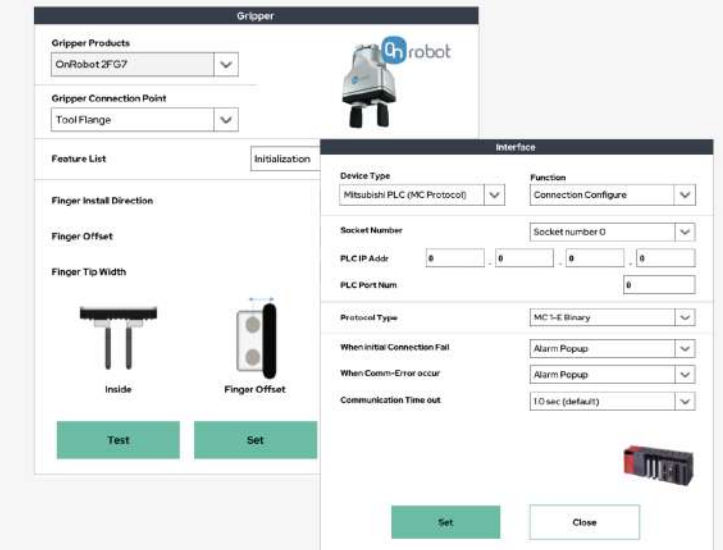 Gripper
Gripper Products
OnRobot 2FG7
On robot
Gripper Connection Point
Tool Flange
Feature List
Initialization
Finger Install Direction
Finger Offset
Finger Tip Width
Inside
Finger Offset
Test
Set
Interface
Device Type
Function
Mitsubishi PLC (MC Protocol)
Connection Configure
Socket Number
Socket number 0
PLC IP Addr
0 . 0 . 0 . 0
PLC Port Num
0
Protocol Type
MC 1-E Binary
When Initial Connection Fail
Alarm Popup
When Comm-Error occur
Alarm Popup
Communication Time out
1.0 sec (default)
Set
Close